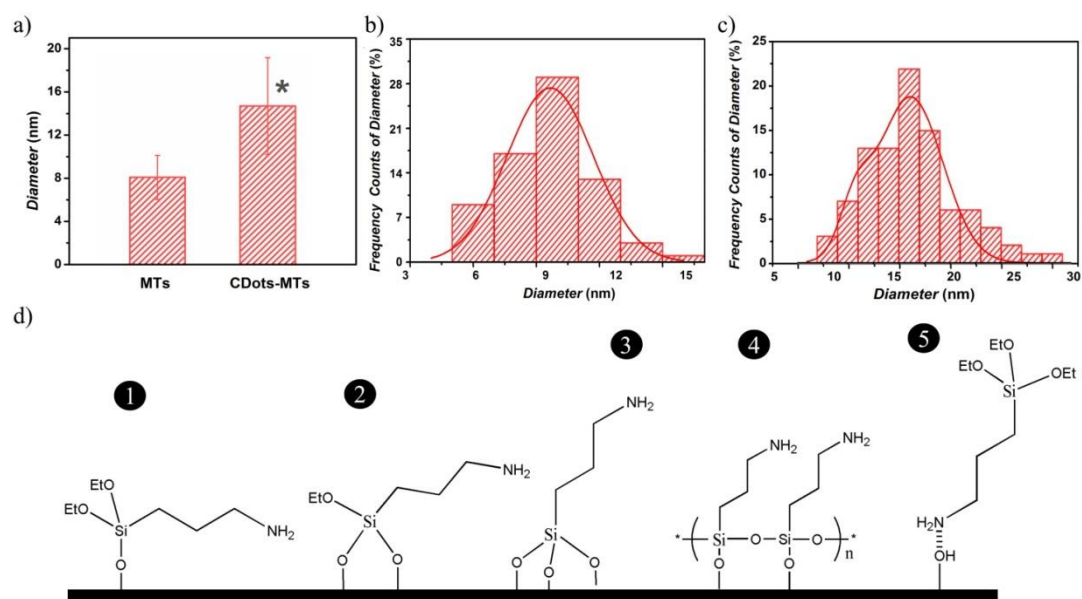 a)
20
16
12
8
4
0
Diameter (nm)
*
MTs
CDots-MTs
b)
35
28
21
14
7
0
Frequency Counts of Diameter (%)
3
6
9
12
15
Diameter (nm)
c)
25
20
15
10
5
0
Frequency Counts of Diameter (%)
5
10
15
20
25
30
Diameter (nm)
d)
1
EtO
EtO
Si
NH2
O
2
EtO
Si
NH2
O
O
3
NH2
Si
O
O
O
4
NH2
NH2
* ( Si O Si O ) n *
O
O
5
EtO
EtO
OEt
Si
H2N
OH